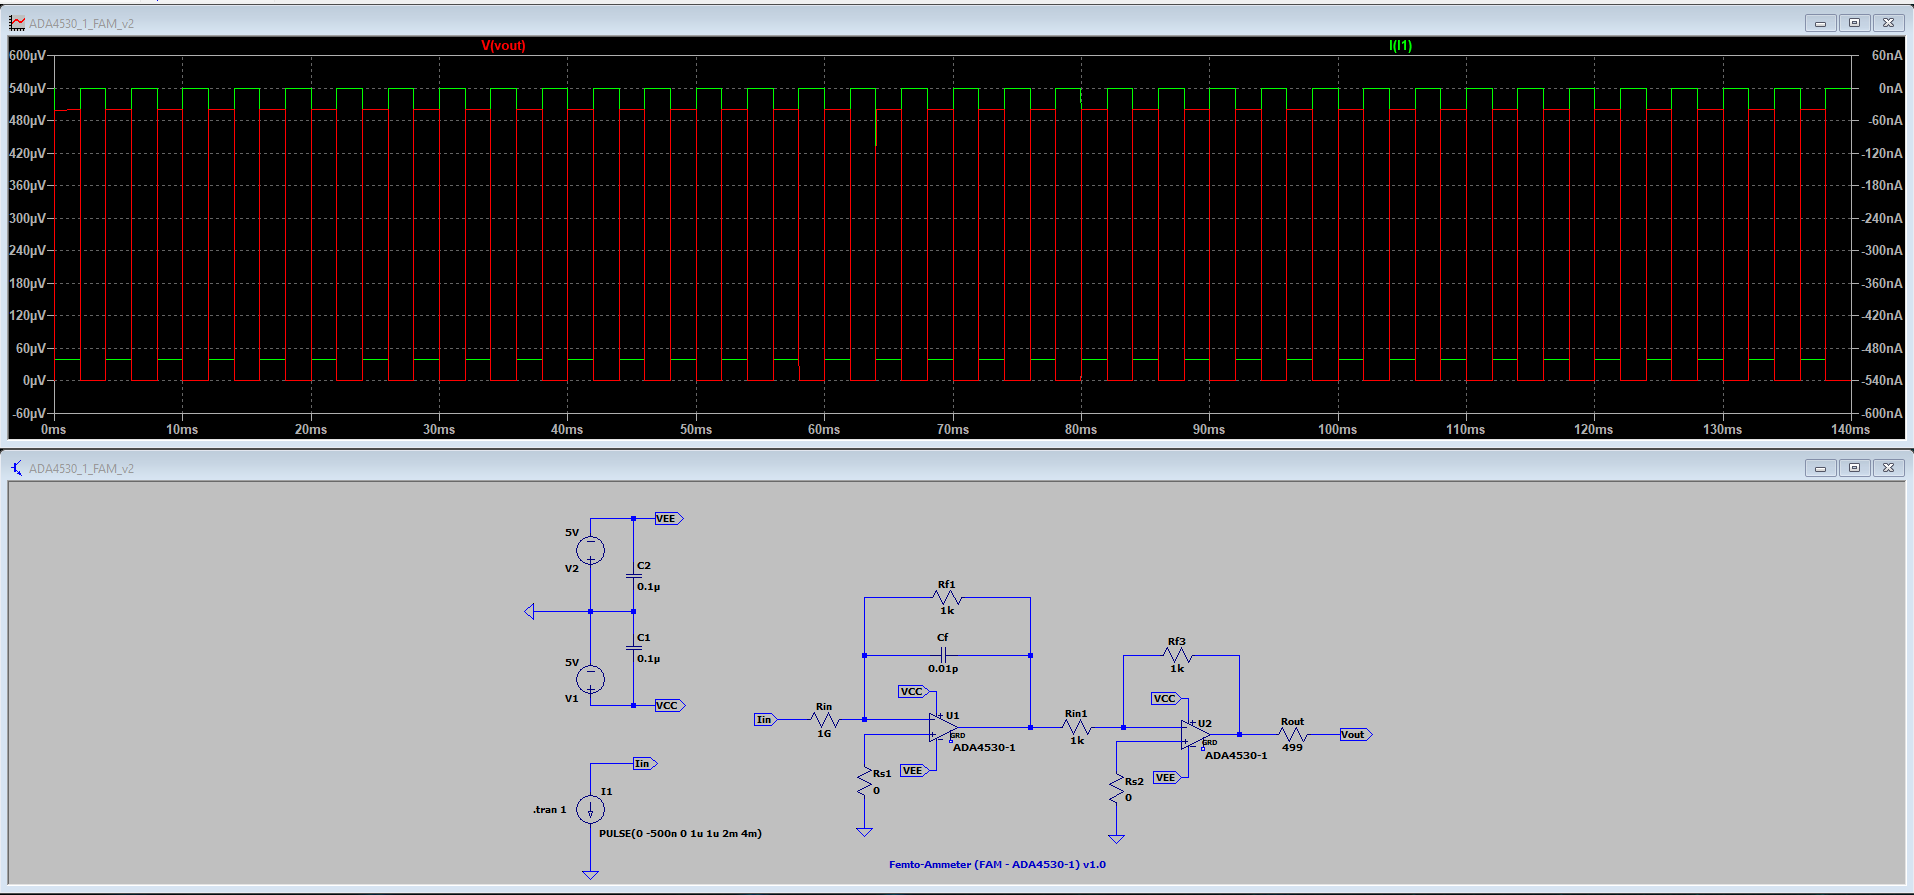 ADA4530_1_FAM_v2
V(vout)
I(I1)
600µV
540µV
480µV
420µV
360µV
300µV
240µV
180µV
120µV
60µV
0µV
-60µV
60nA
0nA
-60nA
-120nA
-180nA
-240nA
-300nA
-360nA
-420nA
-480nA
-540nA
-600nA
0ms 10ms 20ms 30ms 40ms 50ms 60ms 70ms 80ms 90ms 100ms 110ms 120ms 130ms 140ms
ADA4530_1_FAM_v2
VEE
5V
V2
C2
0.1µ
C1
0.1µ
5V
V1
VCC
Iin
I1
.tran 1
PULSE(0 -500n 0 1u 1u 2m 4m)
Rf1
1k
Cf
0.01p
VCC
Iin
Rin
1G
U1
GRD
ADA4530-1
VEE
Rs1
0
Rin1
1k
Rf3
1k
VCC
U2
GRD
ADA4530-1
VEE
Rs2
0
Rout
499
Vout
Femto-Ammeter (FAM - ADA4530-1) v1.0